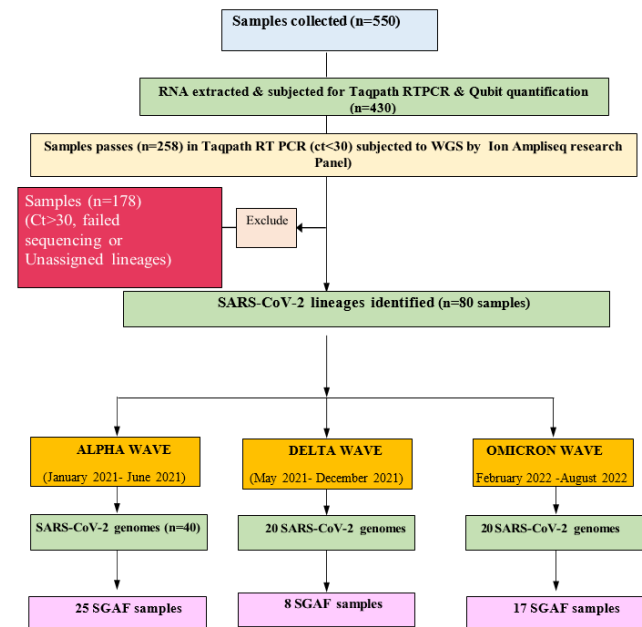 Samples collected (n=550)
RNA extracted & subjected for Taqpath RTPCR & Qubit quantification
(n=430)
Samples passes (n=258) in Taqpath RT PCR (ct<30) subjected to WGS by Ion Ampliseq research
Panel)
Samples (n=178)
(Ct>30, failed
sequencing or
Unassigned lineages)
Exclude
SARS-CoV-2 lineages identified (n=80 samples)
ALPHA WAVE
(January 2021- June 2021)
DELTA WAVE
(May 2021- December 2021)
OMICRON WAVE
February 2022 -August 2022
SARS-CoV-2 genomes (n=40)
20 SARS-CoV-2 genomes
20 SARS-CoV-2 genomes
25 SGAF samples
8 SGAF samples
17 SGAF samples